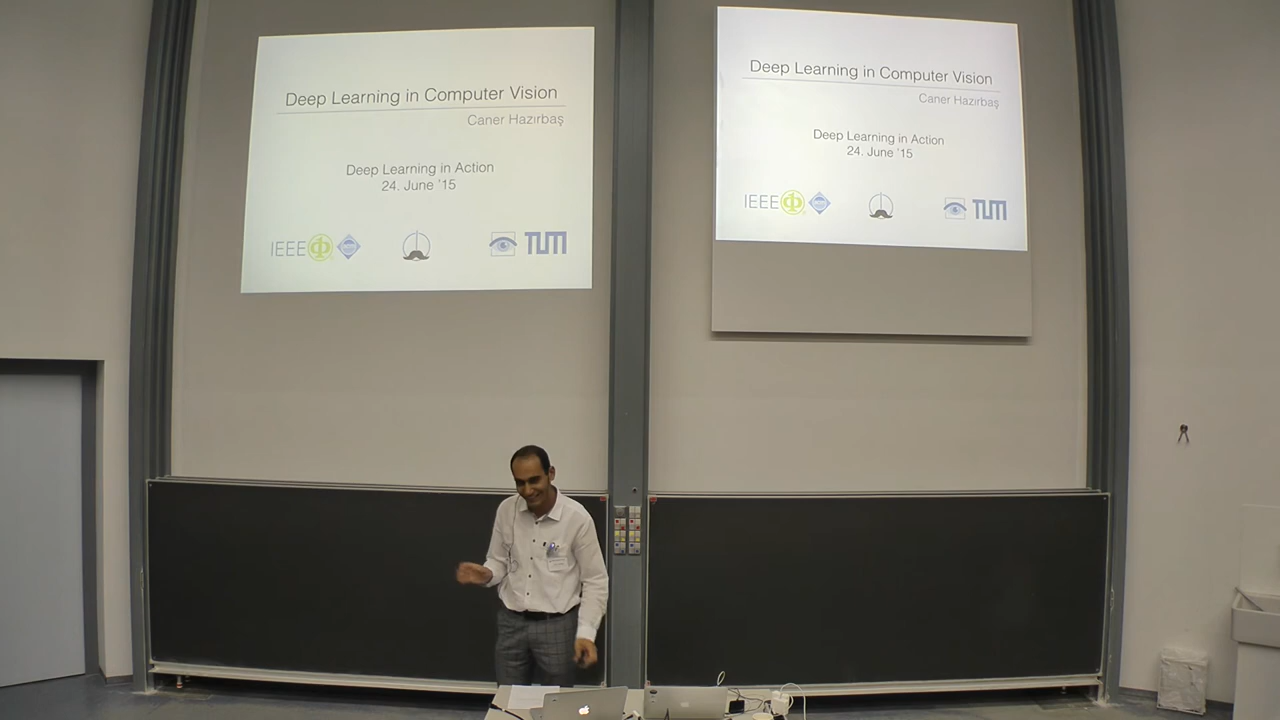 Deep Learning in Computer Vision
Caner Hazırbaş
Deep Learning in Action
24. June '15
IEEE
TUM
Deep Learning in Computer Vision
Caner Hazırbaş
Deep Learning in Action
24. June '15
IEEE
TUM